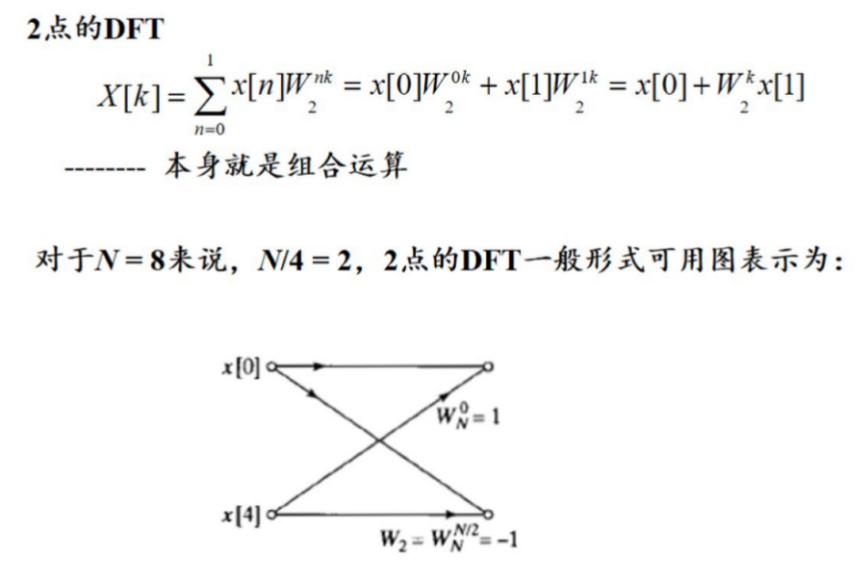 2点的DFT
X[k] = ∑_{n=0}^{1} x[n]W_2^{nk} = x[0]W_2^{0k} + x[1]W_2^{1k} = x[0] + W_2^k x[1]
-------- 本身就是组合运算
对于N = 8来说，N/4 = 2，2点的DFT一般形式可用图表示为：
x[0]
W_N^0 = 1
x[4]
W_2 = W_N^{N/2} = -1